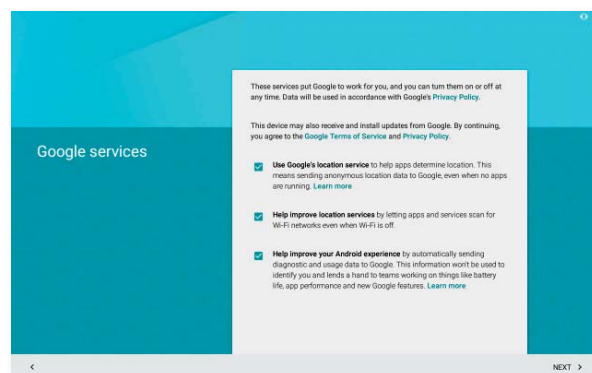 These services put Google to work for you, and you can turn them on or off at
any time. Data will be used in accordance with Google's Privacy Policy.
This device may also receive and install updates from Google. By continuing,
you agree to the Google Terms of Service and Privacy Policy.
Google services
Use Google's location service to help apps determine location. This
means sending anonymous location data to Google, even when no apps
are running. Learn more
Help improve location services by letting apps and services scan for
Wi-Fi networks even when Wi-Fi is off.
Help improve your Android experience by automatically sending
diagnostic and usage data to Google. This information won't be used to
identify you and lends a hand to teams working on things like battery
life, app performance and new Google features. Learn more
NEXT